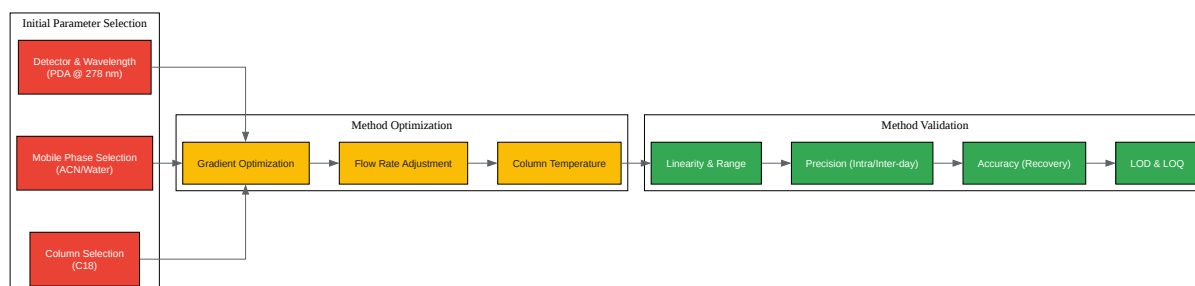 Initial Parameter Selection
Detector & Wavelength
(PDA @ 278 nm)
Mobile Phase Selection
(ACN/Water)
Column Selection
(C18)
Method Optimization
Gradient Optimization
Flow Rate Adjustment
Column Temperature
Method Validation
Linearity & Range
Precision (Intra/Inter-day)
Accuracy (Recovery)
LOD & LOQ